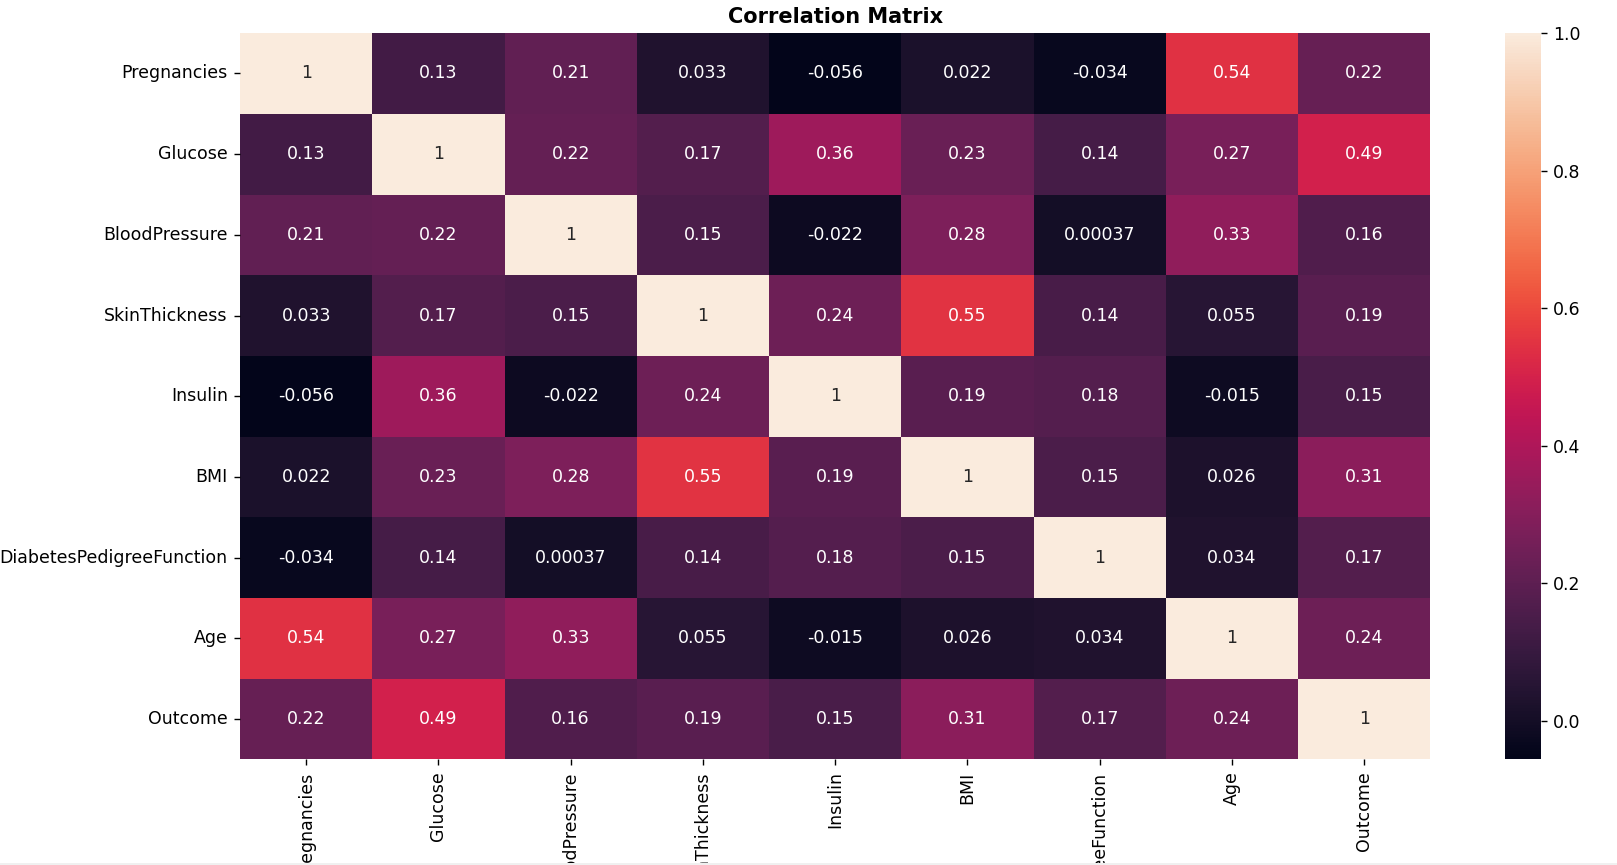 Correlation Matrix
Pregnancies 1 0.13 0.21 0.033 -0.056 0.022 -0.034 0.54 0.22
Glucose 0.13 1 0.22 0.17 0.36 0.23 0.14 0.27 0.49
BloodPressure 0.21 0.22 1 0.15 -0.022 0.28 0.00037 0.33 0.16
SkinThickness 0.033 0.17 0.15 1 0.24 0.55 0.14 0.055 0.19
Insulin -0.056 0.36 -0.022 0.24 1 0.19 0.18 -0.015 0.15
BMI 0.022 0.23 0.28 0.55 0.19 1 0.15 0.026 0.31
DiabetesPedigreeFunction -0.034 0.14 0.00037 0.14 0.18 0.15 1 0.034 0.17
Age 0.54 0.27 0.33 0.055 -0.015 0.026 0.034 1 0.24
Outcome 0.22 0.49 0.16 0.19 0.15 0.31 0.17 0.24 1
egnancies
Glucose
odPressure
nThickness
Insulin
BMI
eeFunction
Age
Outcome
1.0
0.8
0.6
0.4
0.2
0.0